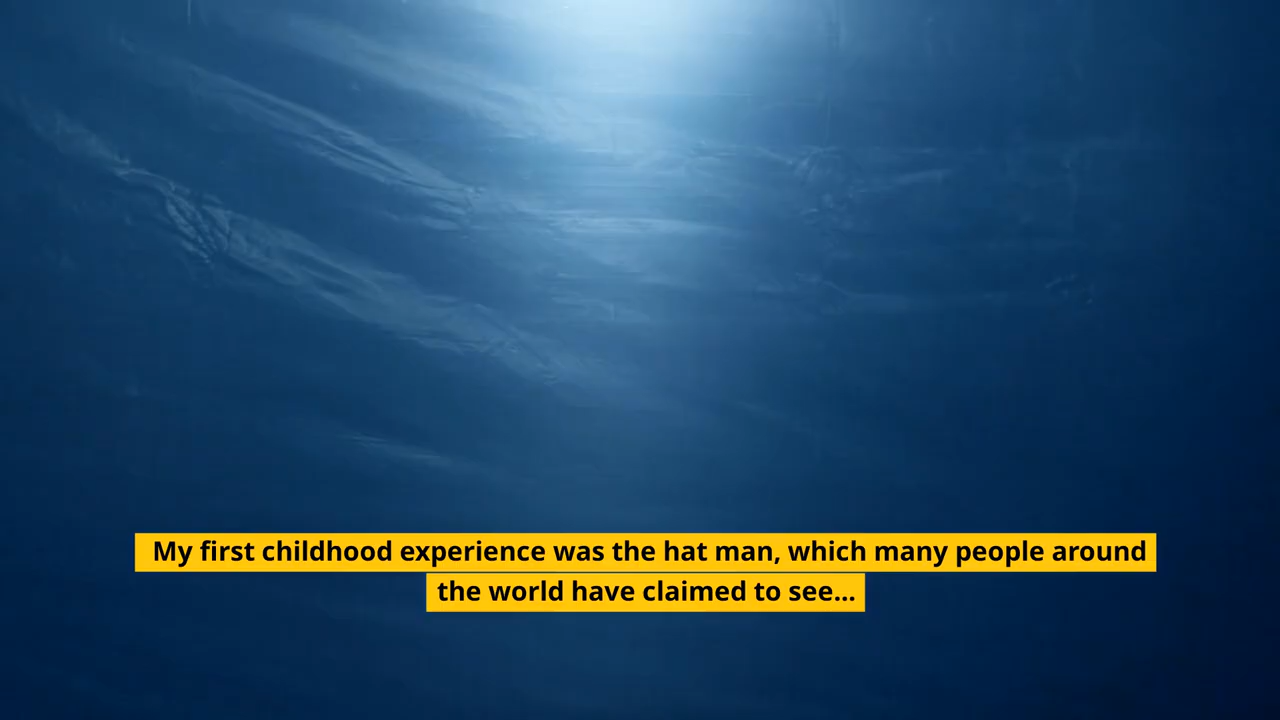 My first childhood experience was the hat man, which many people around
the world have claimed to see...